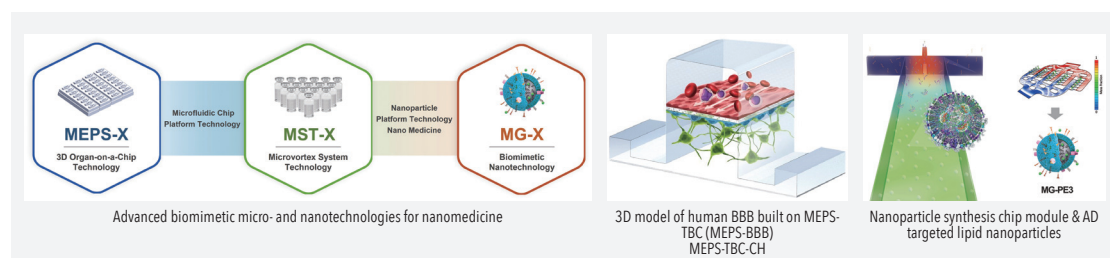 MEPS-X
3D Organ-on-a-Chip
Technology
Microfluidic Chip
Platform Technology
MST-X
Microvortex System
Technology
Nanoparticle
Platform Technology
Nano Medicine
MG-X
Biomimetic
Nanotechnology
Advanced biomimetic micro- and nanotechnologies for nanomedicine
3D model of human BBB built on MEPS-
TBC (MEPS-BBB)
MEPS-TBC-CH
MG-PE3
Nanoparticle synthesis chip module & AD
targeted lipid nanoparticles